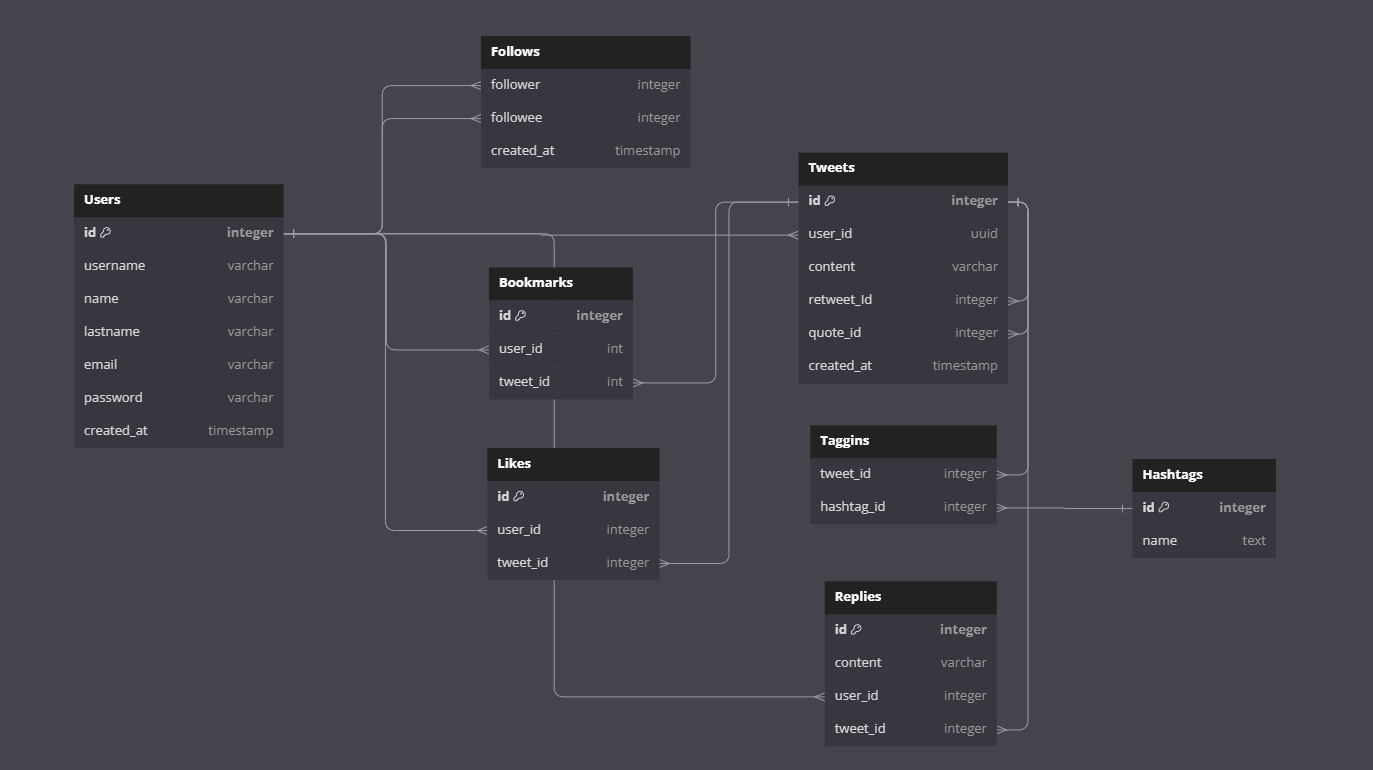 Follows
follower integer
followee integer
created_at timestamp
Users
id integer
username varchar
name varchar
lastname varchar
email varchar
password varchar
created_at timestamp
Tweets
id integer
user_id uuid
content varchar
retweet_Id integer
quote_id integer
created_at timestamp
Bookmarks
id integer
user_id int
tweet_id int
Likes
id integer
user_id integer
tweet_id integer
Taggins
tweet_id integer
hashtag_id integer
Hashtags
id integer
name text
Replies
id integer
content varchar
user_id integer
tweet_id integer